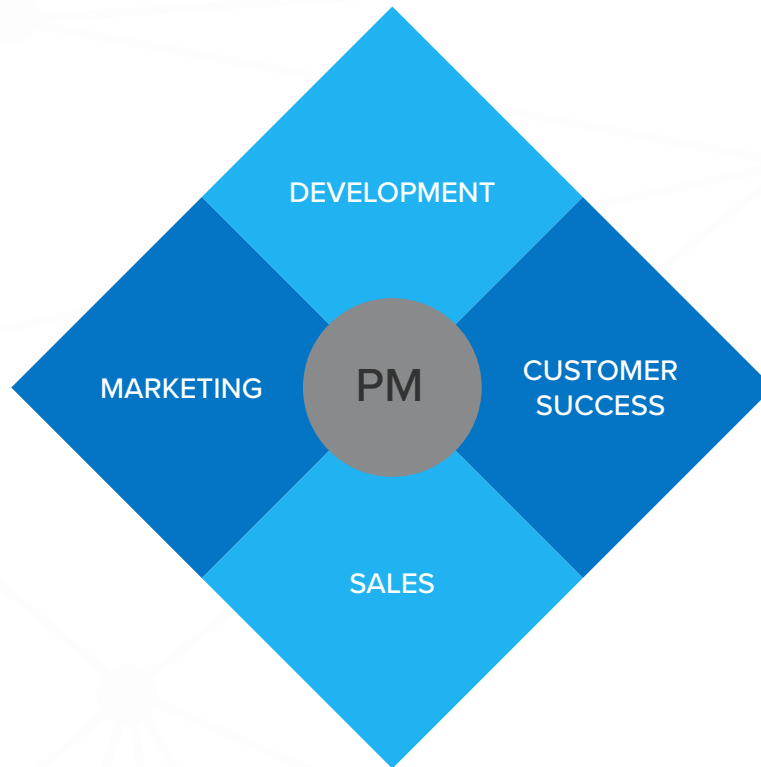 DEVELOPMENT
MARKETING
PM
CUSTOMER
SUCCESS
SALES